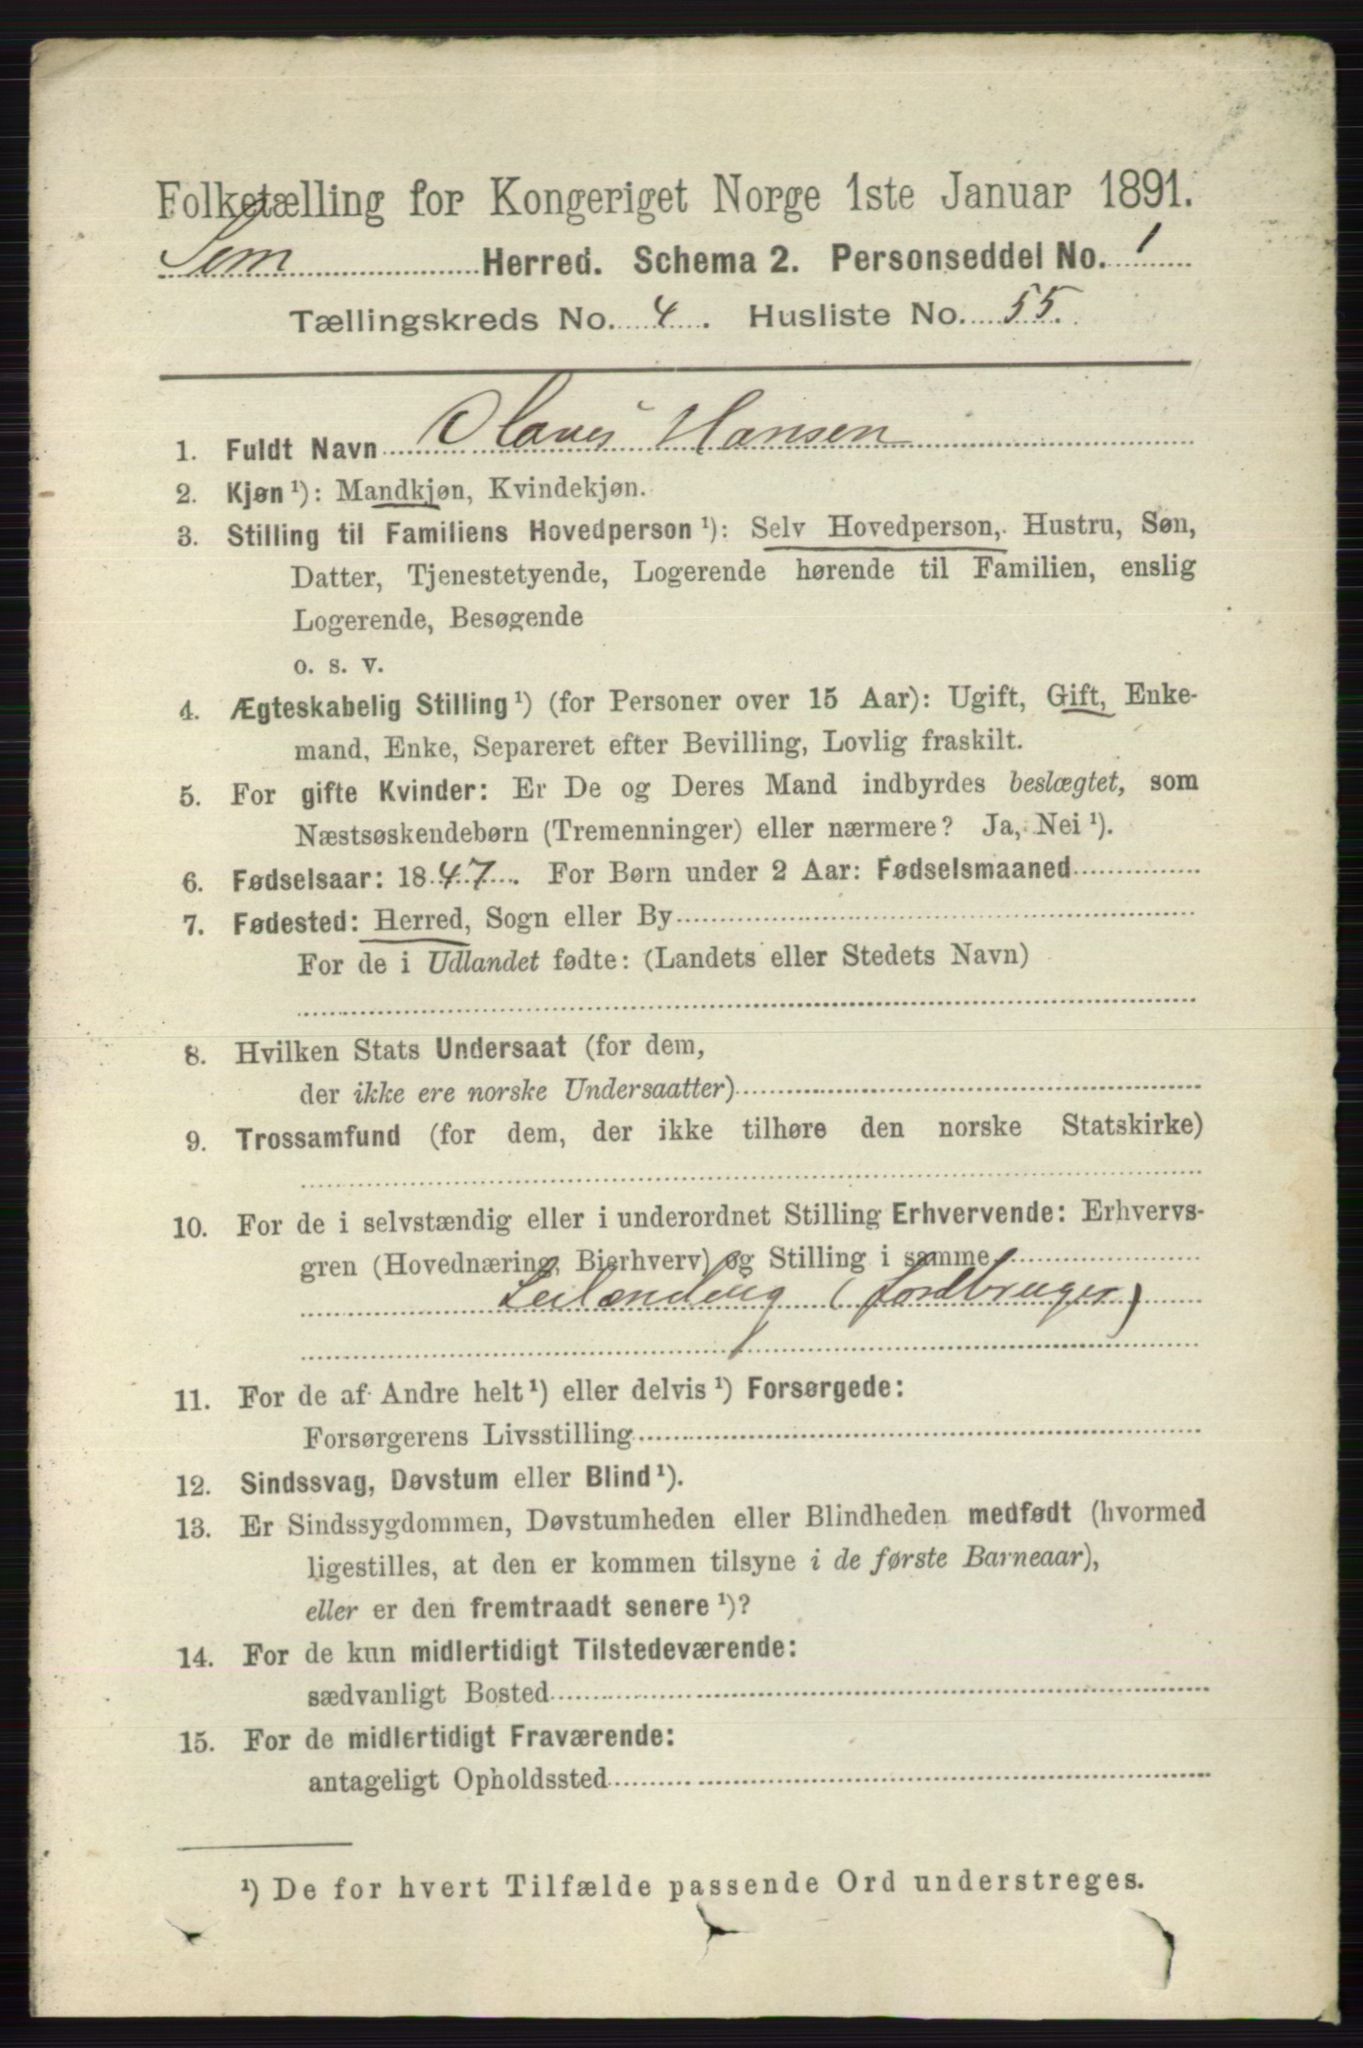 Folketælling for Kongeriget Norge 1ste Januar 1891.
Sem Herred. Schema 2. Personseddel No. 1
Tællingskreds No. 4. Husliste No. 55.
1. Fuldt Navn Olaus Hansen
2. Kjøn ¹): Mandkjøn, Kvindekjøn.
3. Stilling til Familiens Hovedperson ¹): Selv Hovedperson, Hustru, Søn,
Datter, Tjenestetyende, Logerende hørende til Familien, enslig
Logerende, Besøgende
o. s. v.
4. Ægteskabelig Stilling ¹) (for Personer over 15 Aar): Ugift, Gift, Enke-
mand, Enke, Separeret efter Bevilling, Lovlig fraskilt.
5. For gifte Kvinder: Er De og Deres Mand indbyrdes beslægtet, som
Næstsøskendebørn (Tremenninger) eller nærmere? Ja, Nei ¹).
6. Fødselsaar: 1847. For Børn under 2 Aar: Fødselsmaaned
7. Fødested: Herred, Sogn eller By
For de i Udlandet fødte: (Landets eller Stedets Navn)
8. Hvilken Stats Undersaat (for dem,
der ikke ere norske Undersaatter)
9. Trossamfund (for dem, der ikke tilhøre den norske Statskirke)
10. For de i selvstændig eller i underordnet Stilling Erhvervende: Erhvervs-
gren (Hovednæring, Bierhverv) og Stilling i samme
Leilænding (Jordbruger)
11. For de af Andre helt ¹) eller delvis ¹) Forsørgede:
Forsørgerens Livsstilling
12. Sindssvag, Døvstum eller Blind ¹).
13. Er Sindssygdommen, Døvstumheden eller Blindheden medfødt (hvormed
ligestilles, at den er kommen tilsyne i de første Barneaar),
eller er den fremtraadt senere ¹)?
14. For de kun midlertidigt Tilstedeværende:
sædvanligt Bosted
15. For de midlertidigt Fraværende:
antageligt Opholdssted
¹) De for hvert Tilfælde passende Ord understreges.